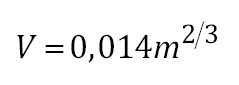 V = 0,014m^{2/3}